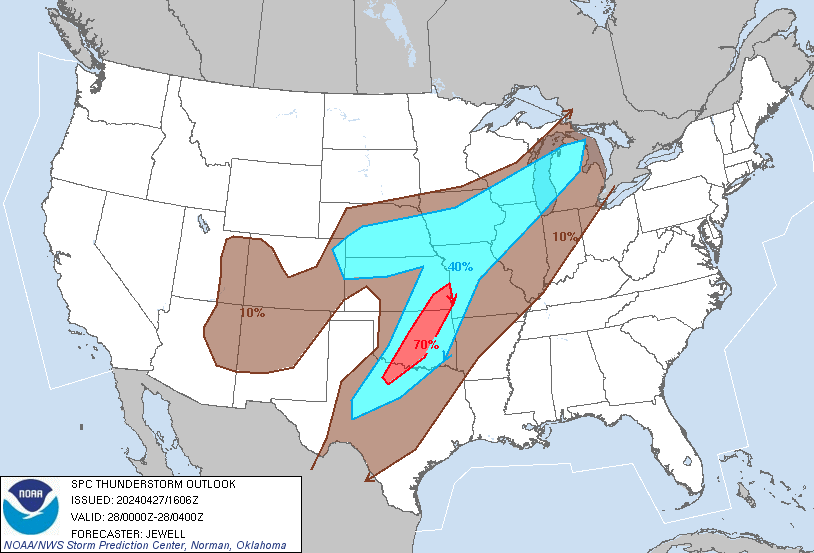 10%
40%
10%
70%
NOAA
SPC THUNDERSTORM OUTLOOK
ISSUED: 20240427/1606Z
VALID: 28/0000Z-28/0400Z
FORECASTER: JEWELL
NOAA/NWS Storm Prediction Center, Norman, Oklahoma